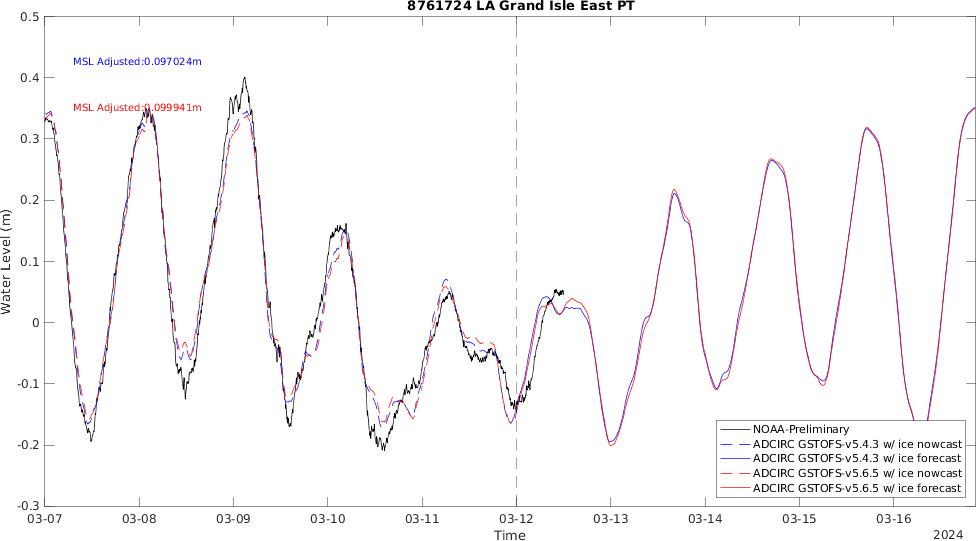 8761724 LA Grand Isle East PT
0.5
0.4
0.3
0.2
0.1
0
-0.1
-0.2
-0.3
Water Level (m)
MSL Adjusted:0.097024m
MSL Adjusted:0.099941m
NOAA-Preliminary
ADCIRC GSTOFS-v5.4.3 w/ ice nowcast
ADCIRC GSTOFS-v5.4.3 w/ ice forecast
ADCIRC GSTOFS-v5.6.5 w/ ice nowcast
ADCIRC GSTOFS-v5.6.5 w/ ice forecast
03-07 03-08 03-09 03-10 03-11 03-12 03-13 03-14 03-15 03-16
Time
2024